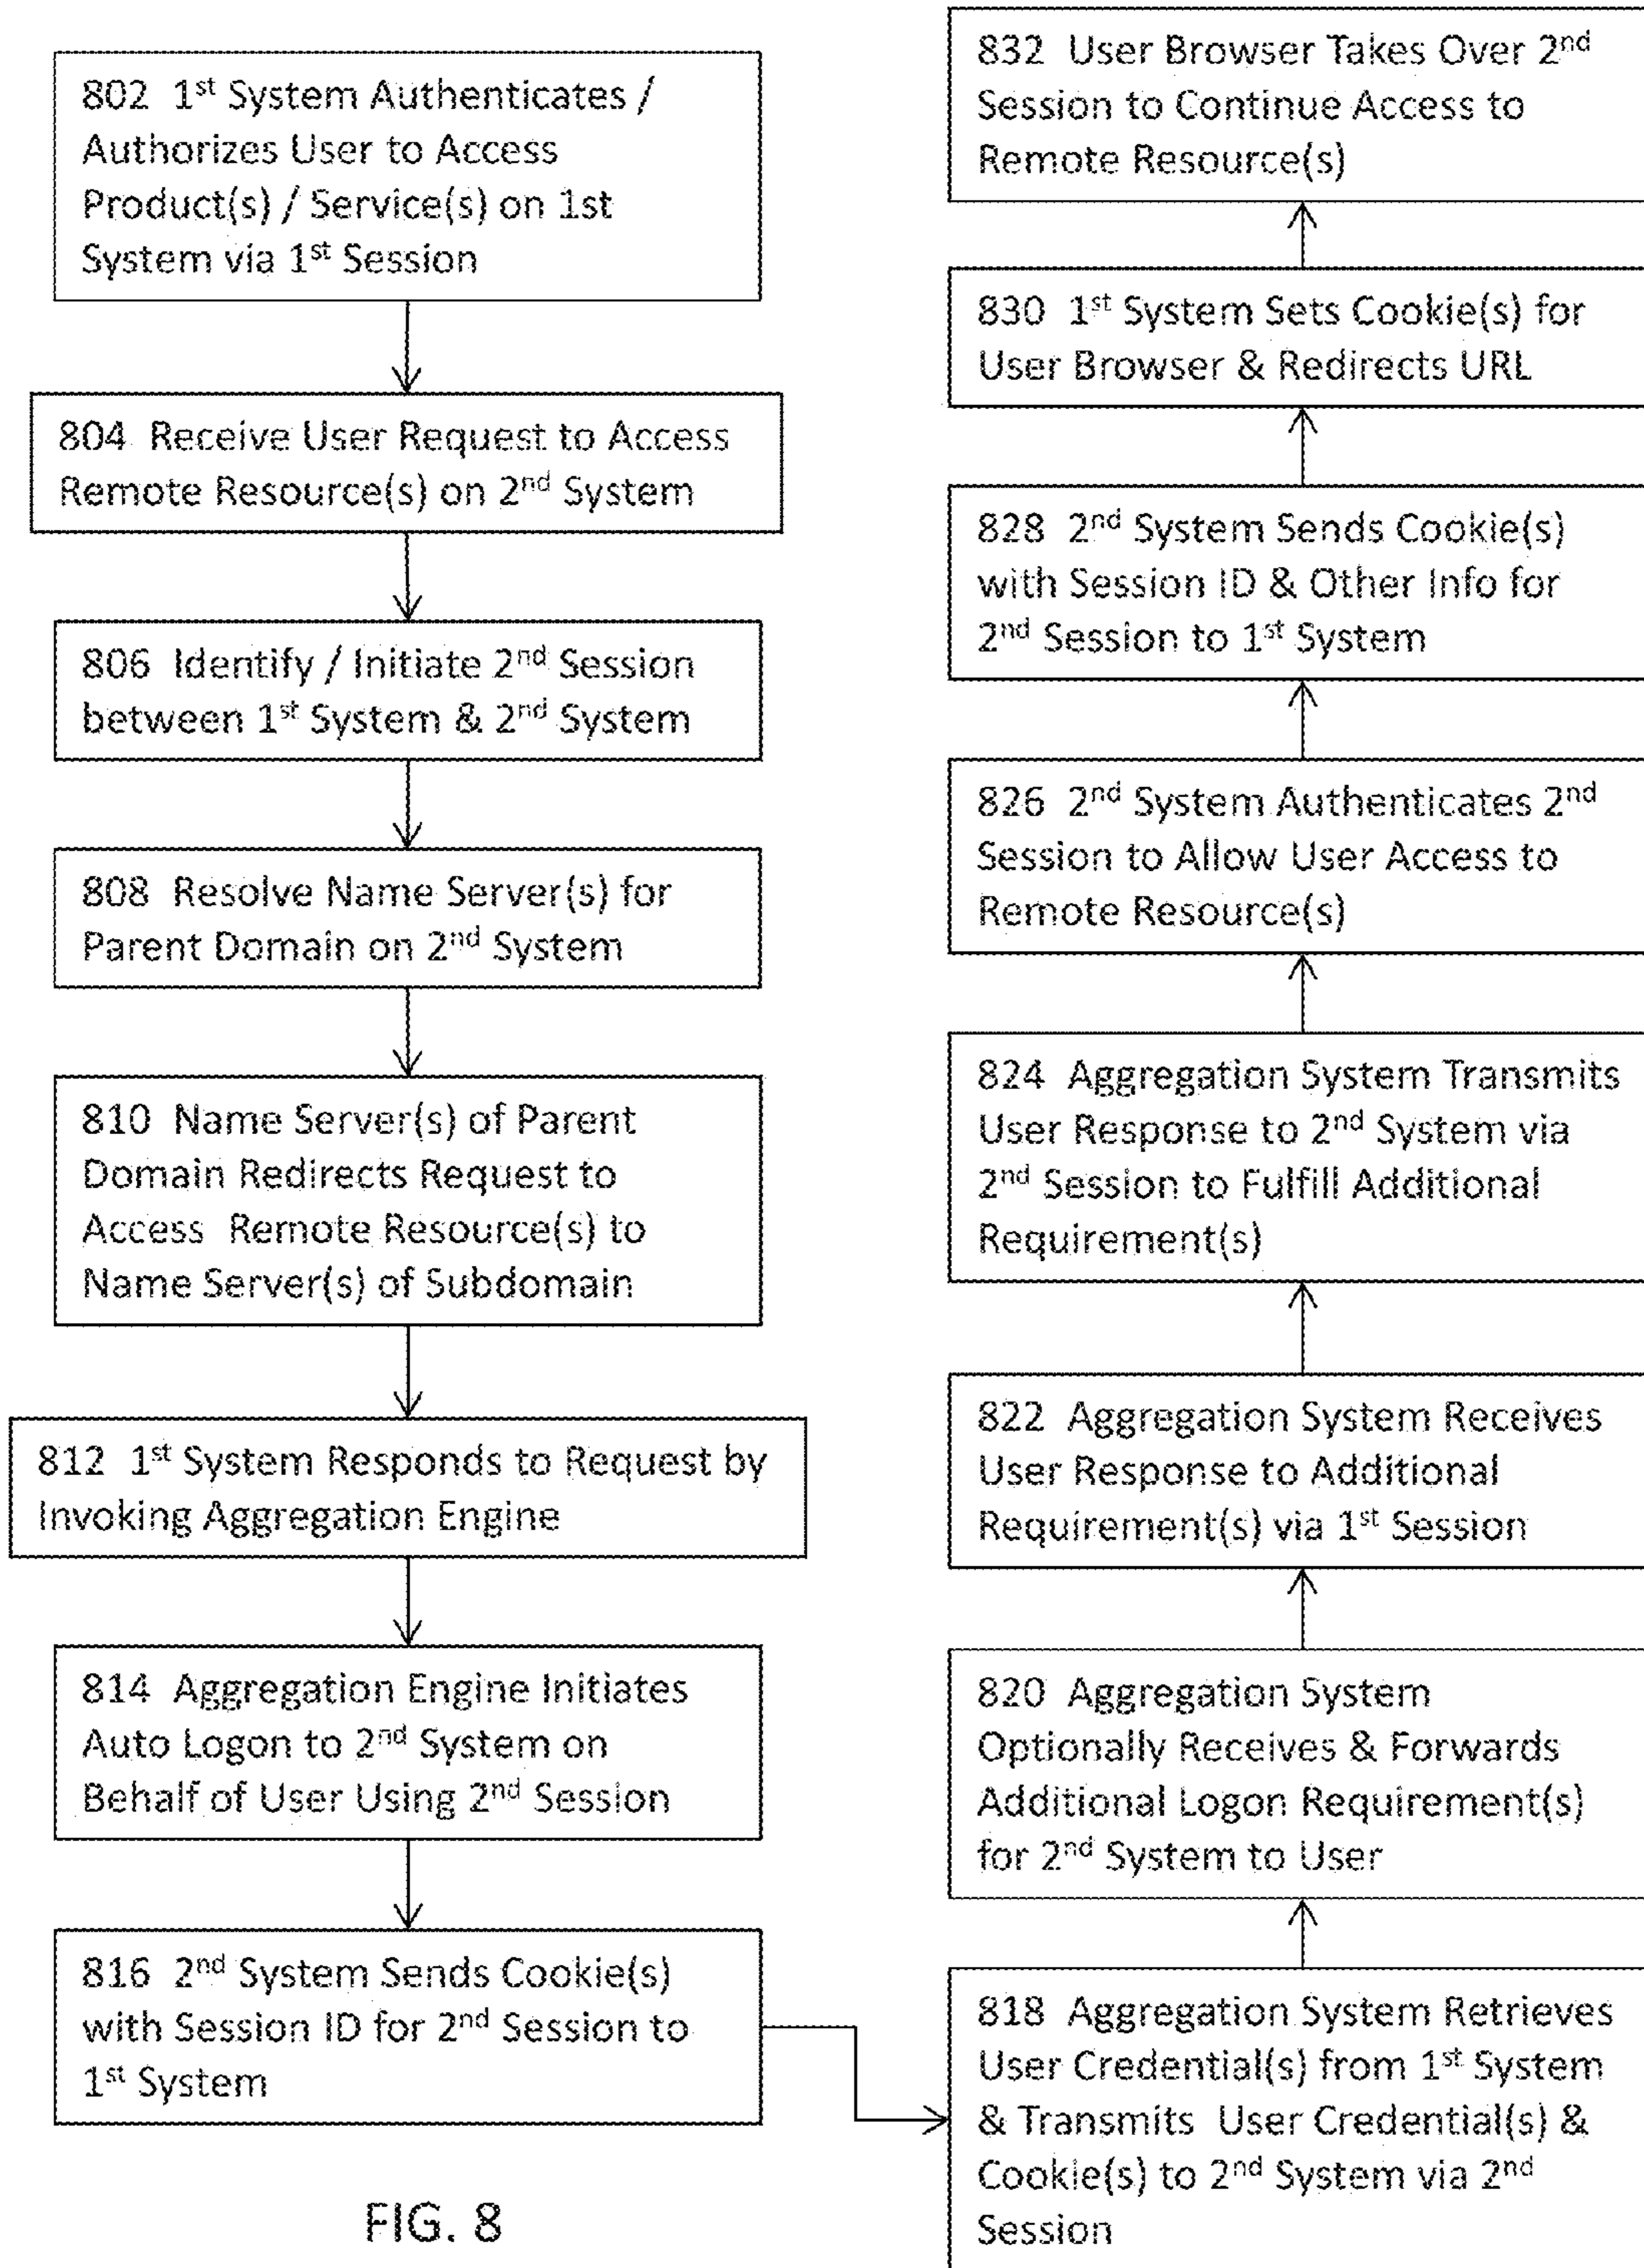 802 1st System Authenticates /
Authorizes User to Access
Product(s) / Service(s) on 1st
System via 1st Session
804 Receive User Request to Access
Remote Resource(s) on 2nd System
806 Identify / Initiate 2nd Session
between 1st System & 2nd System
808 Resolve Name Server(s) for
Parent Domain on 2nd System
810 Name Server(s) of Parent
Domain Redirects Request to
Access Remote Resource(s) to
Name Server(s) of Subdomain
812 1st System Responds to Request by
Invoking Aggregation Engine
814 Aggregation Engine Initiates
Auto Logon to 2nd System on
Behalf of User Using 2nd Session
816 2nd System Sends Cookie(s)
with Session ID for 2nd Session to
1st System
818 Aggregation System Retrieves
User Credential(s) from 1st System
& Transmits User Credential(s) &
Cookie(s) to 2nd System via 2nd
Session
820 Aggregation System
Optionally Receives & Forwards
Additional Logon Requirement(s)
for 2nd System to User
822 Aggregation System Receives
User Response to Additional
Requirement(s) via 1st Session
824 Aggregation System Transmits
User Response to 2nd System via
2nd Session to Fulfill Additional
Requirement(s)
826 2nd System Authenticates 2nd
Session to Allow User Access to
Remote Resource(s)
828 2nd System Sends Cookie(s)
with Session ID & Other Info for
2nd Session to 1st System
830 1st System Sets Cookie(s) for
User Browser & Redirects URL
832 User Browser Takes Over 2nd
Session to Continue Access to
Remote Resource(s)
FIG. 8